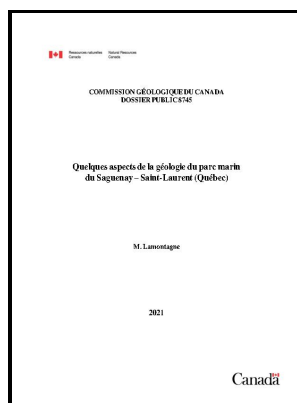 Ressources naturelles Natural Resources
Canada Canada
COMMISSION GÉOLOGIQUE DU CANADA
DOSSIER PUBLIC 8745
Quelques aspects de la géologie du parc marin
du Saguenay – Saint-Laurent (Québec)
M. Lamontagne
2021
Canada